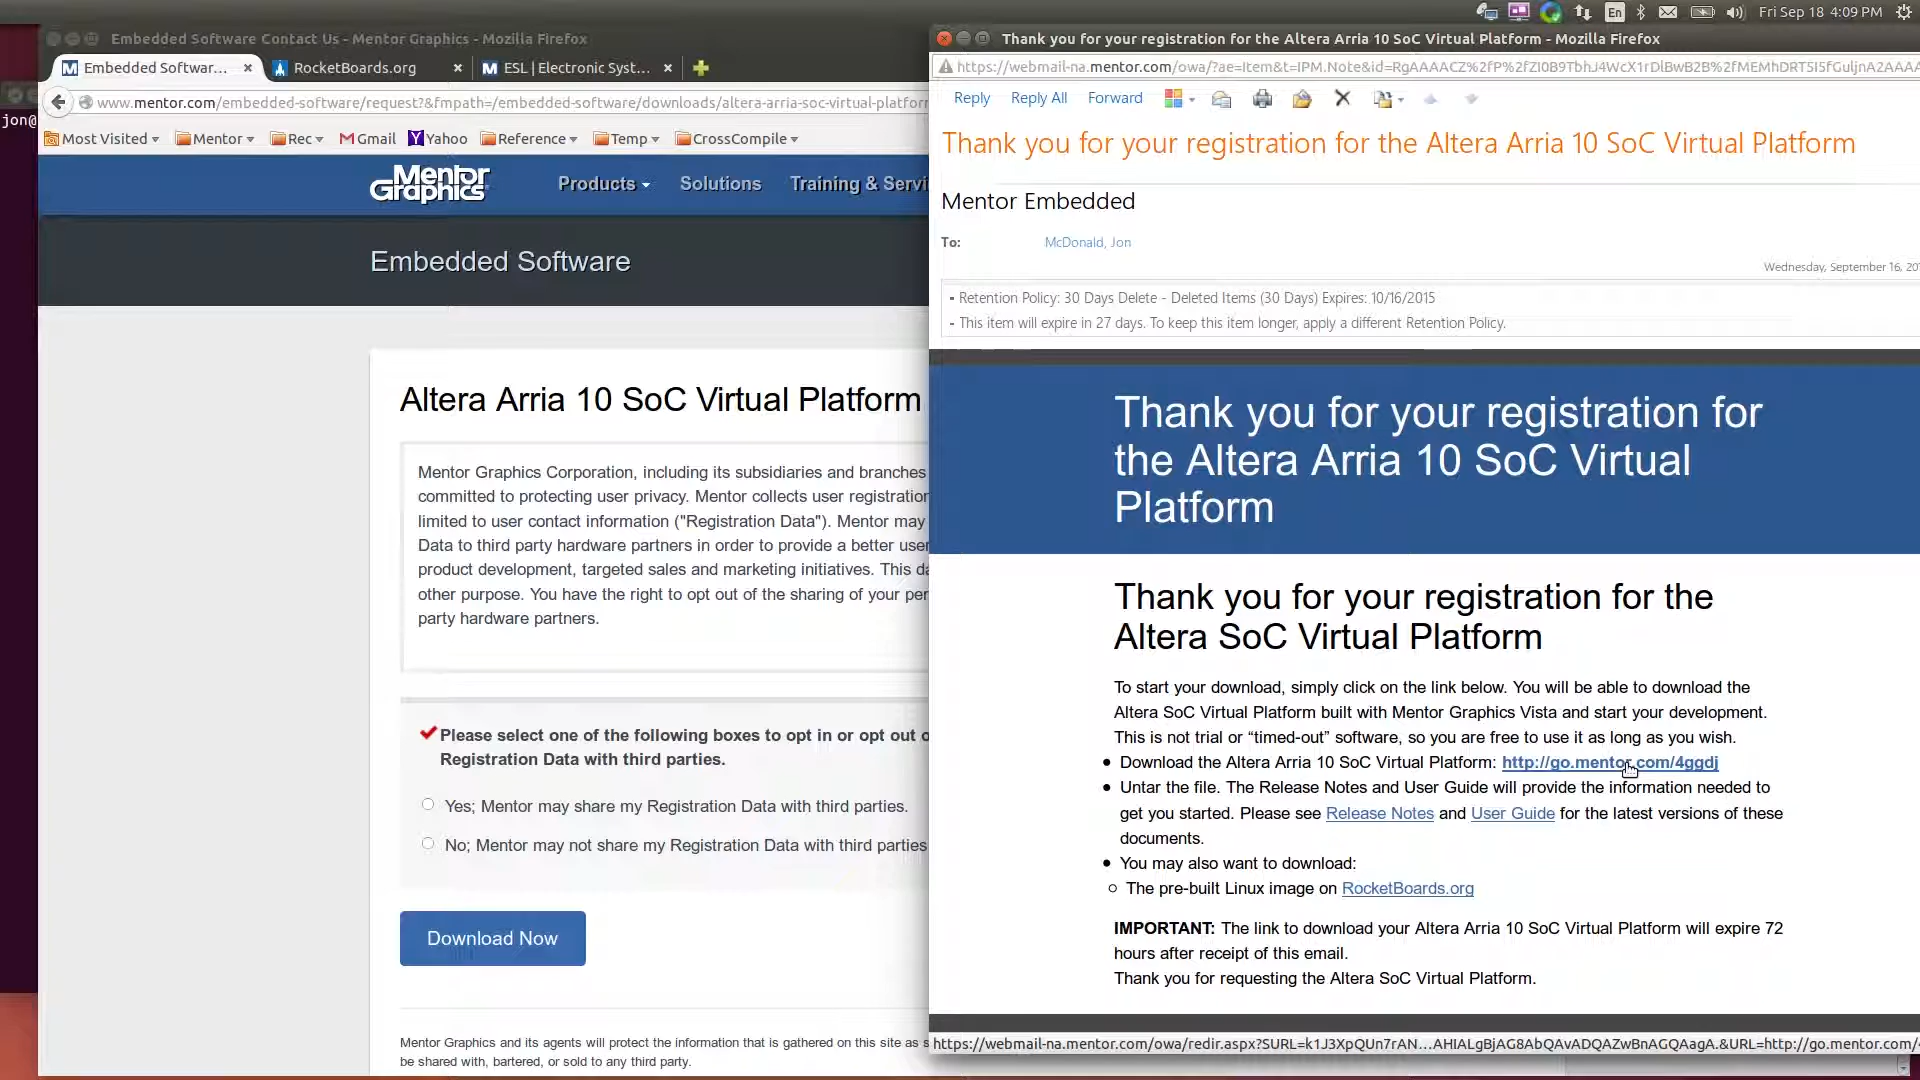 En
Fri Sep 18 4:09 PM
Embedded Software Contact Us - Mentor Graphics - Mozilla Firefox
Embedded Softwar...
RocketBoards.org
ESL | Electronic Syst...
jon@
www.mentor.com/embedded-software/request?&fmpath=/embedded-software/downloads/altera-arria-soc-virtual-platfor
Most Visited
Mentor
Rec
Gmail
Yahoo
Reference
Temp
CrossCompile
Mentor
Graphics
Products
Solutions
Training & Servi
Embedded Software
Altera Arria 10 SoC Virtual Platform
Mentor Graphics Corporation, including its subsidiaries and branches
committed to protecting user privacy. Mentor collects user registration
limited to user contact information ("Registration Data"). Mentor may
Data to third party hardware partners in order to provide a better user
product development, targeted sales and marketing initiatives. This da
other purpose. You have the right to opt out of the sharing of your per
party hardware partners.
Please select one of the following boxes to opt in or opt out o
Registration Data with third parties.
Yes; Mentor may share my Registration Data with third parties.
No; Mentor may not share my Registration Data with third parties
Download Now
Mentor Graphics and its agents will protect the information that is gathered on this site as s
be shared with, bartered, or sold to any third party.
Thank you for your registration for the Altera Arria 10 SoC Virtual Platform - Mozilla Firefox
Reply
Reply All
Forward
Thank you for your registration for the Altera Arria 10 SoC Virtual Platform
Mentor Embedded
To:
McDonald, Jon
Wednesday, September 16, 201
- Retention Policy: 30 Days Delete - Deleted Items (30 Days) Expires: 10/16/2015
- This item will expire in 27 days. To keep this item longer, apply a different Retention Policy.
Thank you for your registration for
the Altera Arria 10 SoC Virtual
Platform
Thank you for your registration for the
Altera SoC Virtual Platform
To start your download, simply click on the link below. You will be able to download the
Altera SoC Virtual Platform built with Mentor Graphics Vista and start your development.
This is not trial or “timed-out” software, so you are free to use it as long as you wish.
Download the Altera Arria 10 SoC Virtual Platform: http://go.mentor.com/4ggdj
Untar the file. The Release Notes and User Guide will provide the information needed to
get you started. Please see Release Notes and User Guide for the latest versions of these
documents.
You may also want to download:
The pre-built Linux image on RocketBoards.org
IMPORTANT: The link to download your Altera Arria 10 SoC Virtual Platform will expire 72
hours after receipt of this email.
Thank you for requesting the Altera SoC Virtual Platform.